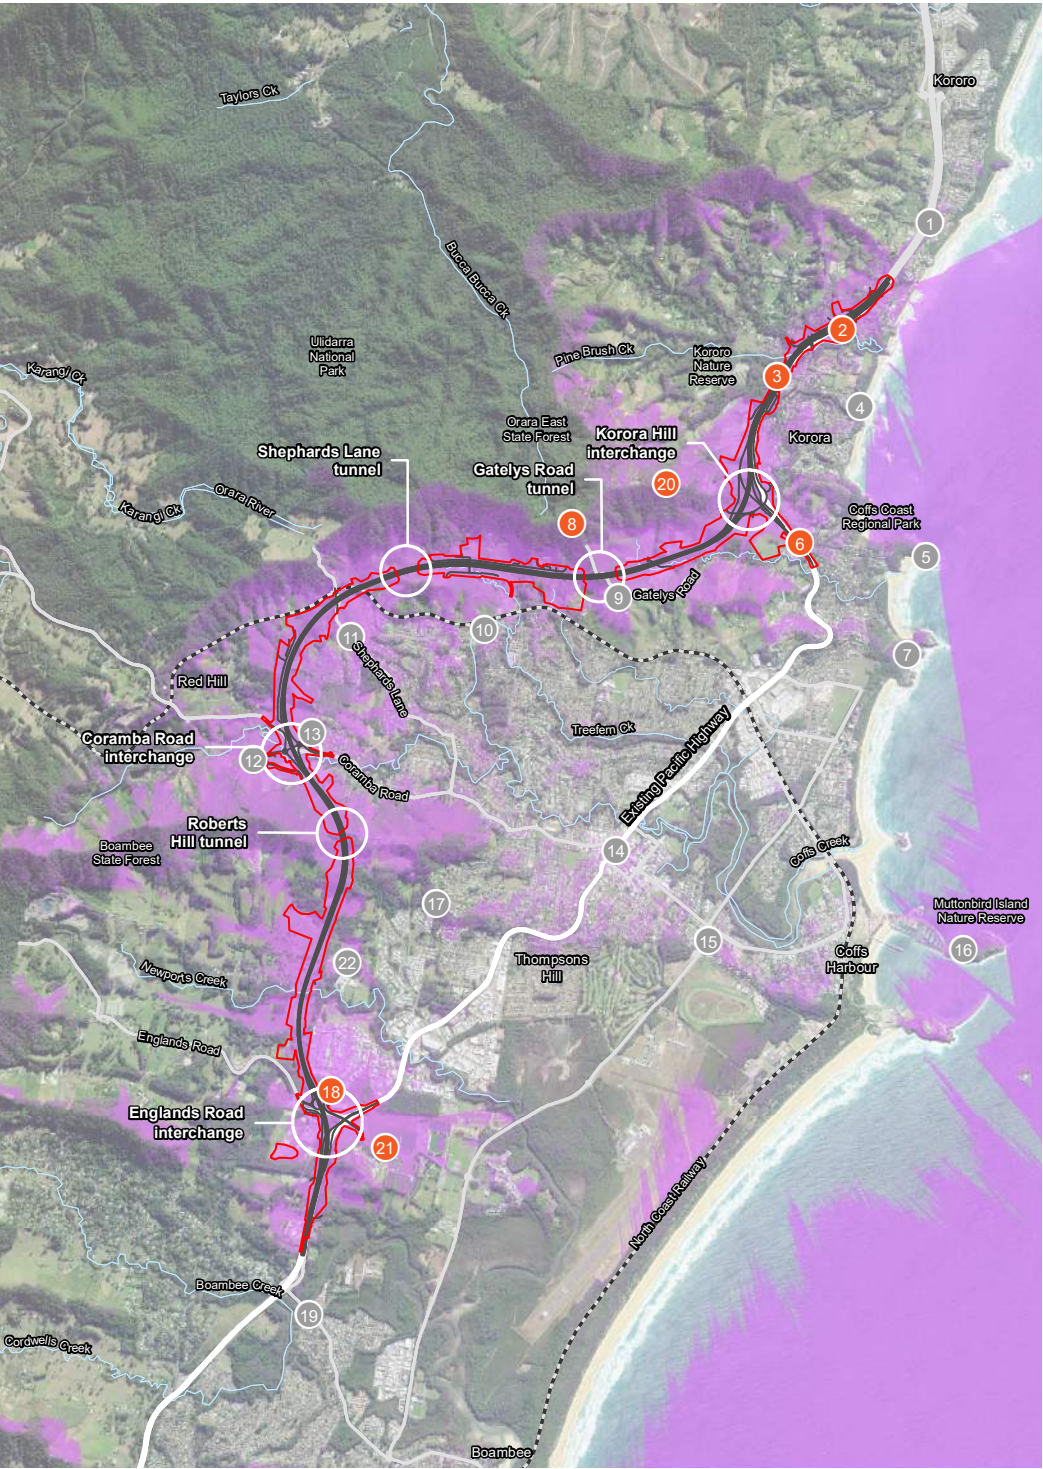 Kororo
Taylors Ck
1
Bucca Bucca Ck
2
Ulidarra
National
Park
Pine Brush Ck
Kororo
Nature
Reserve
3
Karangi Ck
4
Orara East
State Forest
Korora Hill
interchange
Korora
Shephards Lane
tunnel
Gatelys Road
tunnel
20
Orara River
Karangi Ck
8
Coffs Coast
Regional Park
6
5
9
Gatelys Road
10
11
7
Shephards Lane
Red Hill
Treefern Ck
13
Coramba Road
interchange
12
Coramba Road
Existing Pacific Highway
Roberts
Hill tunnel
Boambee
State Forest
14
Coffs Creek
17
Muttonbird Island
Nature Reserve
15
16
Coffs
Harbour
22
Thompsons
Hill
Newports Creek
Englands Road
18
Englands Road
interchange
21
North Coast Railway
Boambee Creek
19
Cordwells Creek
Boambee